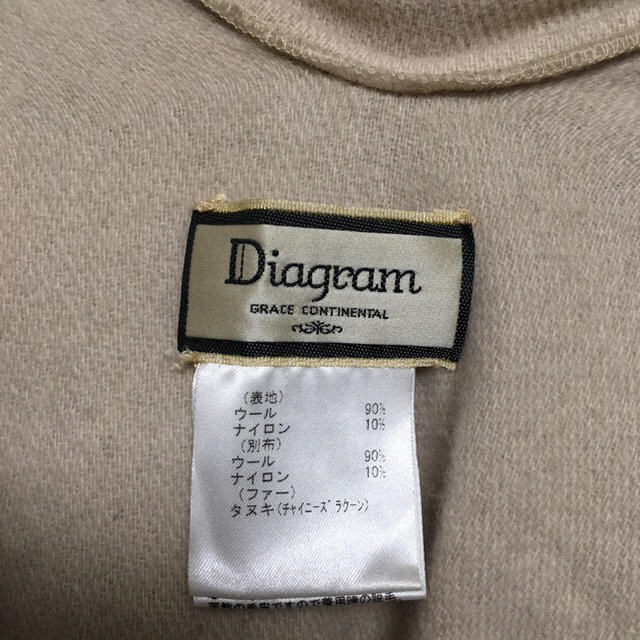 Diagram
GRACE CONTINENTAL
(表地)
ウール 90%
ナイロン 10%
(別布)
ウール 90%
ナイロン 10%
(ファー)
タヌキ(チャイニーズラクーン)